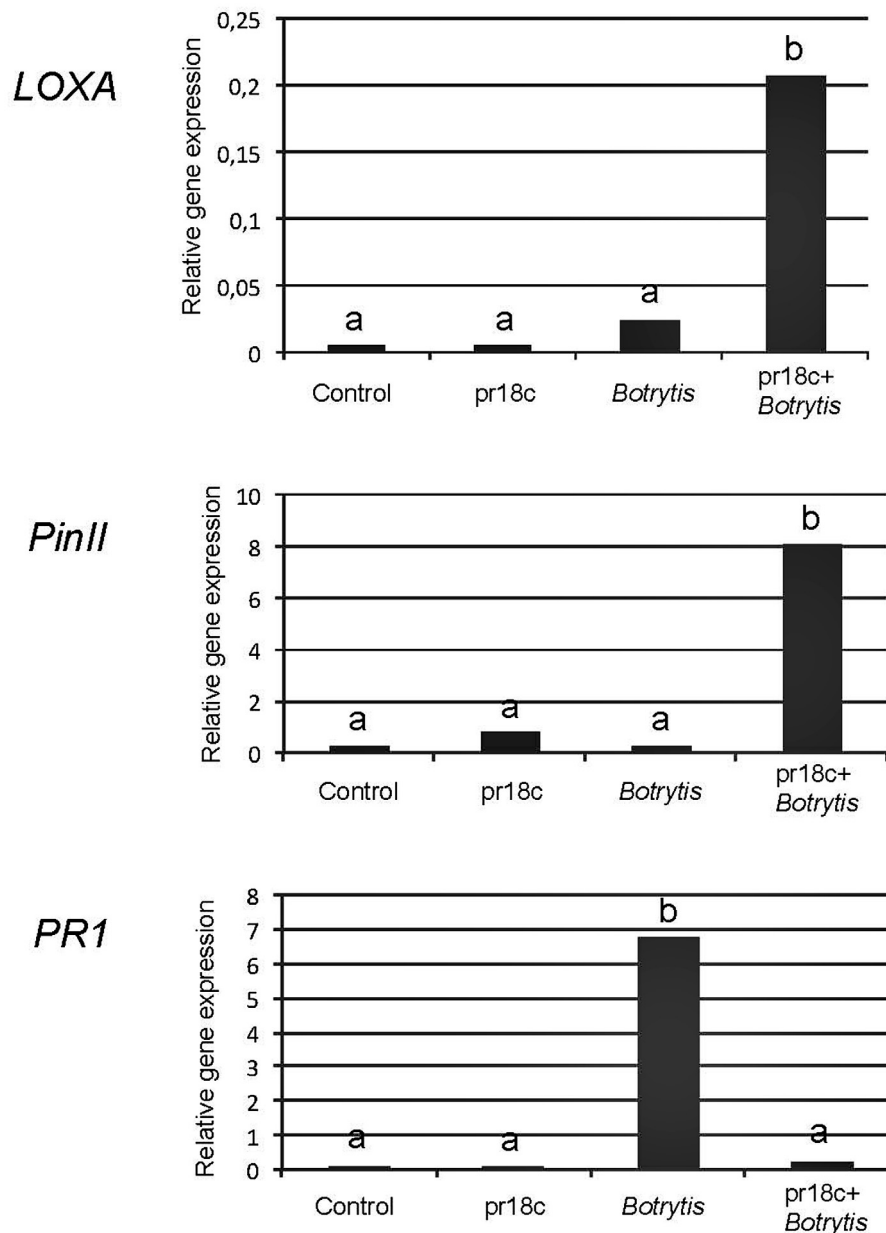 LOXA
Relative gene expression
0,25
0,2
0,15
0,1
0,05
0
a
a
a
b
Control
pr18c
Botrytis
pr18c+
Botrytis
PinII
Relative gene expression
10
8
6
4
2
0
a
a
a
b
Control
pr18c
Botrytis
pr18c+
Botrytis
PR1
Relative gene expression
8
7
6
5
4
3
2
1
0
a
a
b
a
Control
pr18c
Botrytis
pr18c+
Botrytis